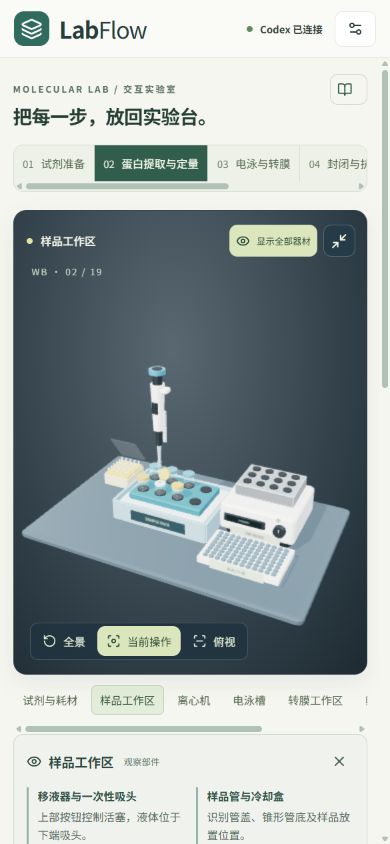 LabFlow
Codex 已连接
MOLECULAR LAB / 交互实验室
把每一步，放回实验台。
01 试剂准备
02 蛋白提取与定量
03 电泳与转膜
04 封闭与
样品工作区
显示全部器材
WB · 02 / 19
全景
当前操作
俯视
试剂与耗材
样品工作区
离心机
电泳槽
转膜工作区
样品工作区 观察部件
移液器与一次性吸头
上部按钮控制活塞，液体位于
下端吸头。
样品管与冷却盒
识别管盖、锥形管底及样品放
置位置。